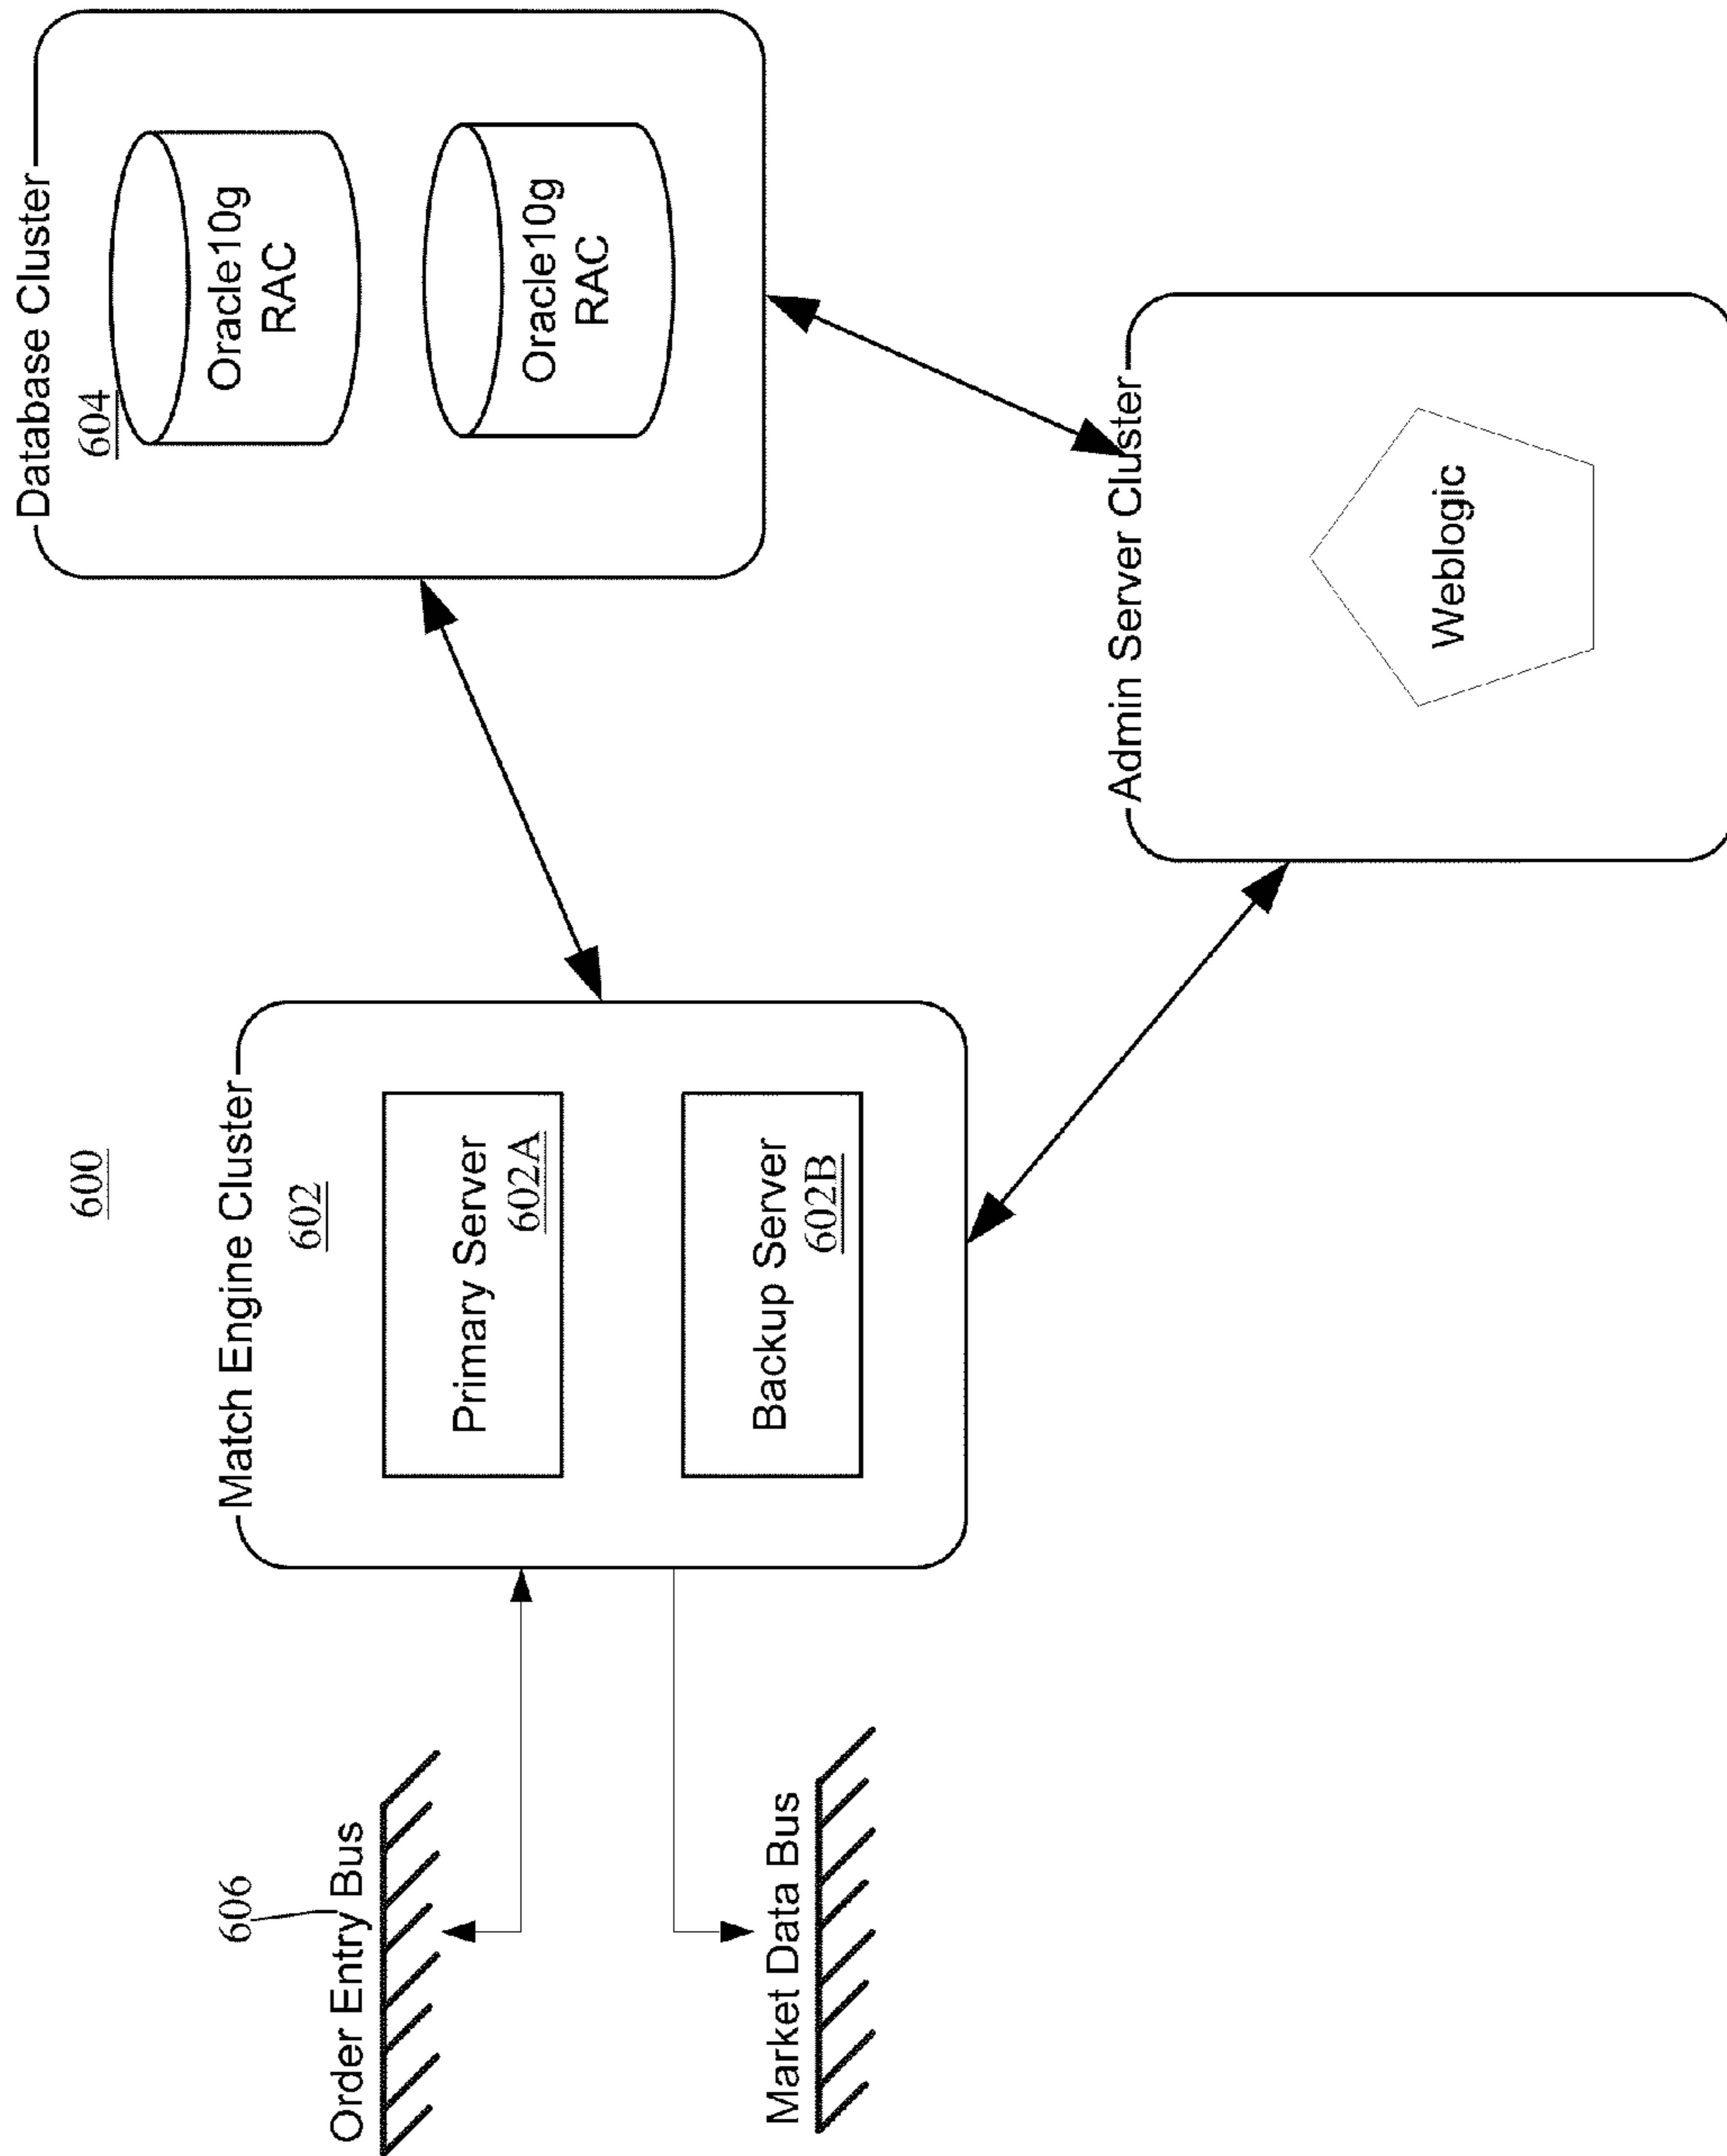 600
Database Cluster
604
Oracle10g
RAC
Oracle10g
RAC
Match Engine Cluster
602
Primary Server
602A
Backup Server
602B
606
Order Entry Bus
Market Data Bus
Admin Server Cluster
Weblogic